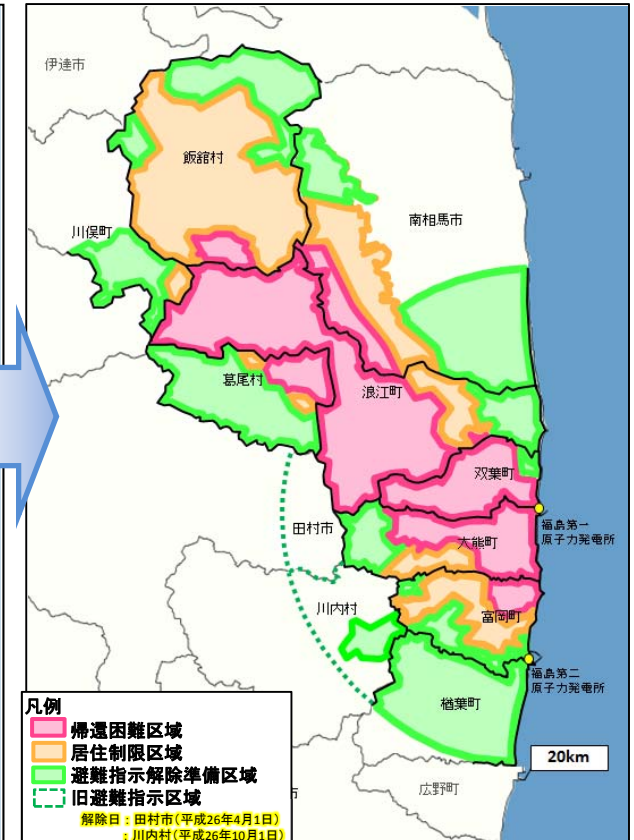 伊達市
飯舘村
南相馬市
川俣町
葛尾村
浪江町
双葉町
福島第一
原子力発電所
田村市
大熊町
川内村
富岡町
福島第二
原子力発電所
楢葉町
20km
広野町
凡例
帰還困難区域
居住制限区域
避難指示解除準備区域
旧避難指示区域
解除日：田村市（平成26年4月1日）
：川内村（平成26年10月1日）
市